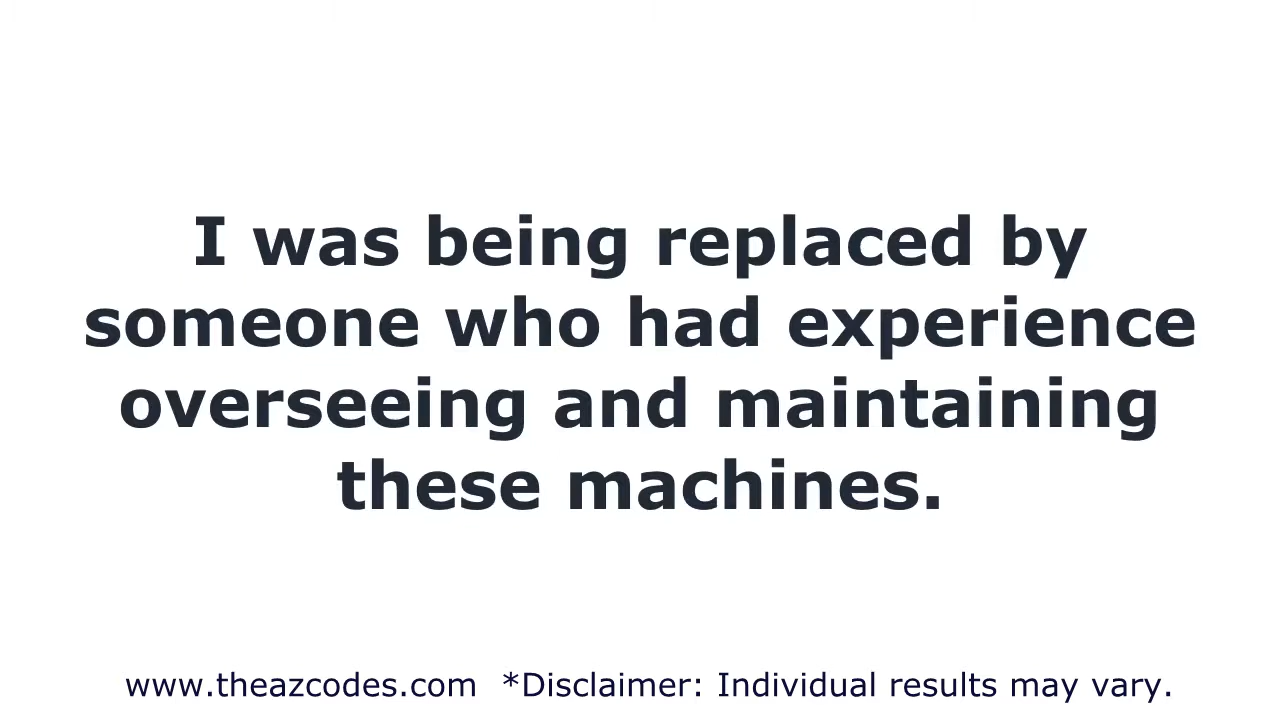 I was being replaced by
someone who had experience
overseeing and maintaining
these machines.
www.theazcodes.com *Disclaimer: Individual results may vary.